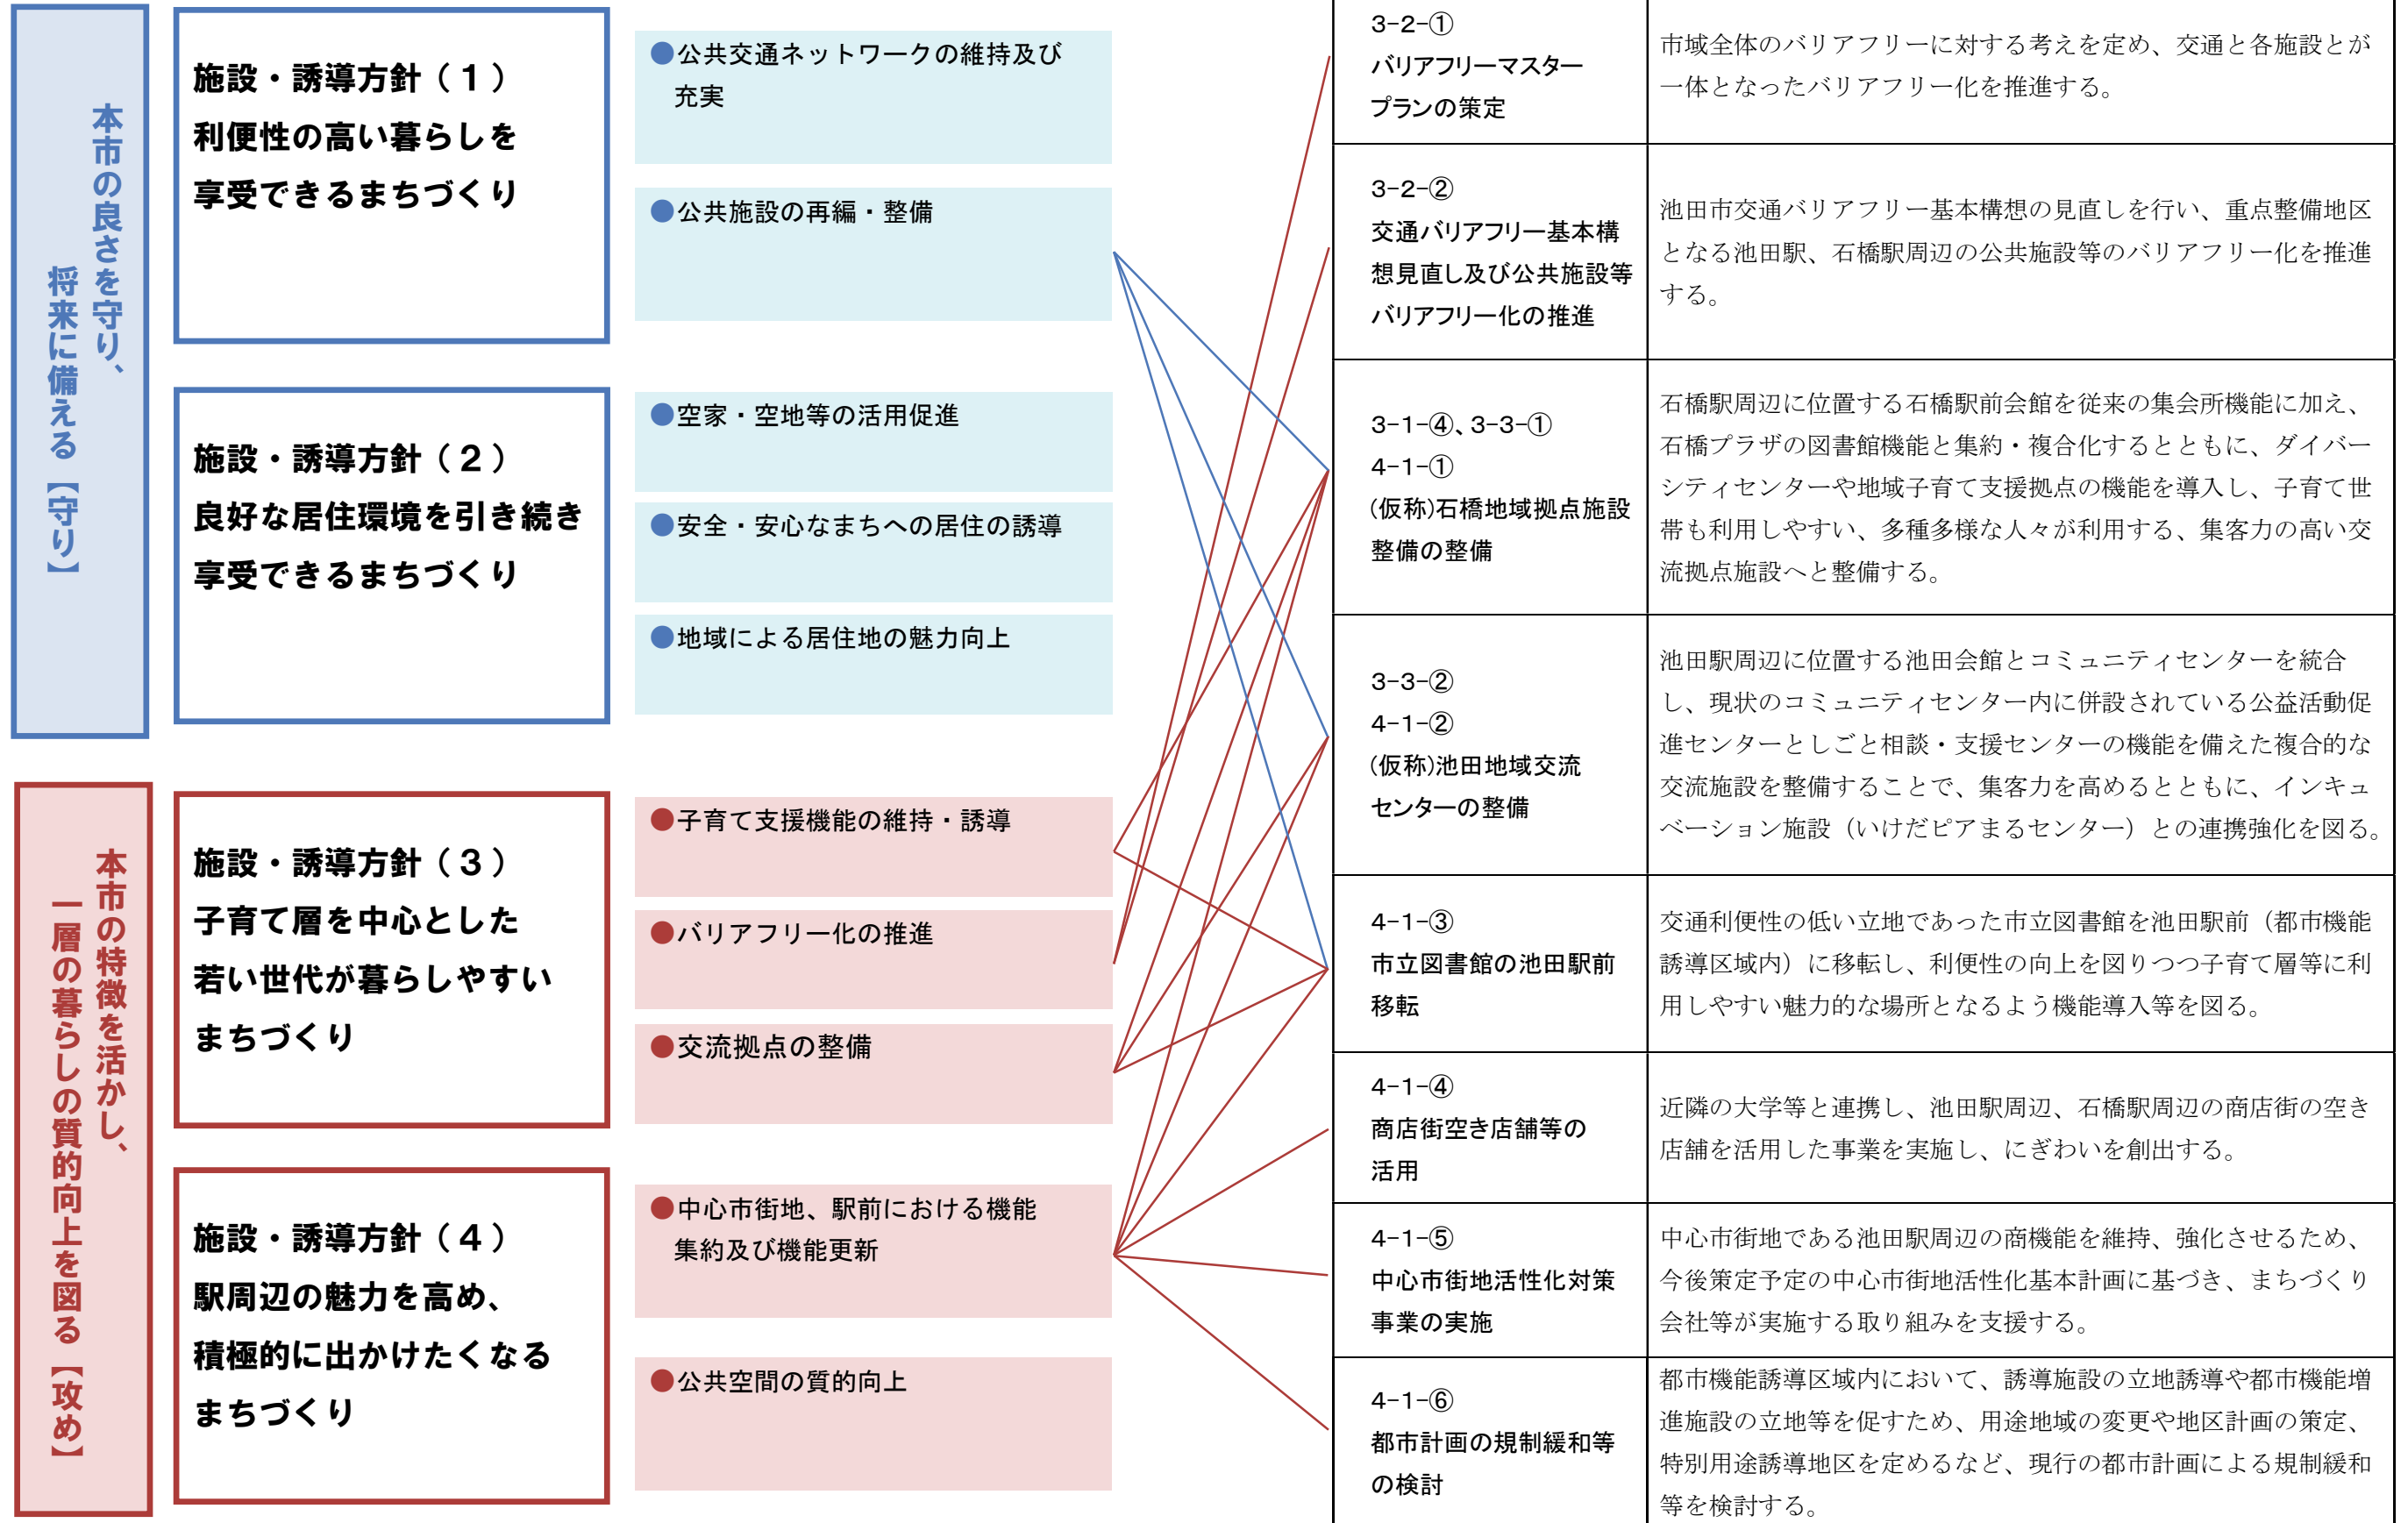 本市の良さを守り、
将来に備える【守り】
施設・誘導方針（１）
利便性の高い暮らしを
享受できるまちづくり
●公共交通ネットワークの維持及び
充実
●公共施設の再編・整備
施設・誘導方針（２）
良好な居住環境を引き続き
享受できるまちづくり
●空家・空地等の活用促進
●安全・安心なまちへの居住の誘導
●地域による居住地の魅力向上
本市の特徴を活かし、
一層の暮らしの質的向上を図る【攻め】
施設・誘導方針（３）
子育て層を中心とした
若い世代が暮らしやすい
まちづくり
●子育て支援機能の維持・誘導
●バリアフリー化の推進
●交流拠点の整備
施設・誘導方針（４）
駅周辺の魅力を高め、
積極的に出かけたくなる
まちづくり
●中心市街地、駅前における機能
集約及び機能更新
●公共空間の質的向上
3-2-①
バリアフリーマスター
プランの策定
市域全体のバリアフリーに対する考えを定め、交通と各施設とが
一体となったバリアフリー化を推進する。
3-2-②
交通バリアフリー基本構
想見直し及び公共施設等
バリアフリー化の推進
池田市交通バリアフリー基本構想の見直しを行い、重点整備地区
となる池田駅、石橋駅周辺の公共施設等のバリアフリー化を推進
する。
3-1-④、3-3-①
4-1-①
(仮称)石橋地域拠点施設
整備の整備
石橋駅周辺に位置する石橋駅前会館を従来の集会所機能に加え、
石橋プラザの図書館機能と集約・複合化するとともに、ダイバー
シティセンターや地域子育て支援拠点の機能を導入し、子育て世
帯も利用しやすい、多種多様な人々が利用する、集客力の高い交
流拠点施設へと整備する。
3-3-②
4-1-②
(仮称)池田地域交流
センターの整備
池田駅周辺に位置する池田会館とコミュニティセンターを統合
し、現状のコミュニティセンター内に併設されている公益活動促
進センターとしごと相談・支援センターの機能を備えた複合的な
交流施設を整備することで、集客力を高めるとともに、インキュ
ベーション施設（いけだピアまるセンター）との連携強化を図る。
4-1-③
市立図書館の池田駅前
移転
交通利便性の低い立地であった市立図書館を池田駅前（都市機能
誘導区域内）に移転し、利便性の向上を図りつつ子育て層等に利
用しやすい魅力的な場所となるよう機能導入等を図る。
4-1-④
商店街空き店舗等の
活用
近隣の大学等と連携し、池田駅周辺、石橋駅周辺の商店街の空き
店舗を活用した事業を実施し、にぎわいを創出する。
4-1-⑤
中心市街地活性化対策
事業の実施
中心市街地である池田駅周辺の商機能を維持、強化させるため、
今後策定予定の中心市街地活性化基本計画に基づき、まちづくり
会社等が実施する取り組みを支援する。
4-1-⑥
都市計画の規制緩和等
の検討
都市機能誘導区域内において、誘導施設の立地誘導や都市機能増
進施設の立地等を促すため、用途地域の変更や地区計画の策定、
特別用途誘導地区を定めるなど、現行の都市計画による規制緩和
等を検討する。